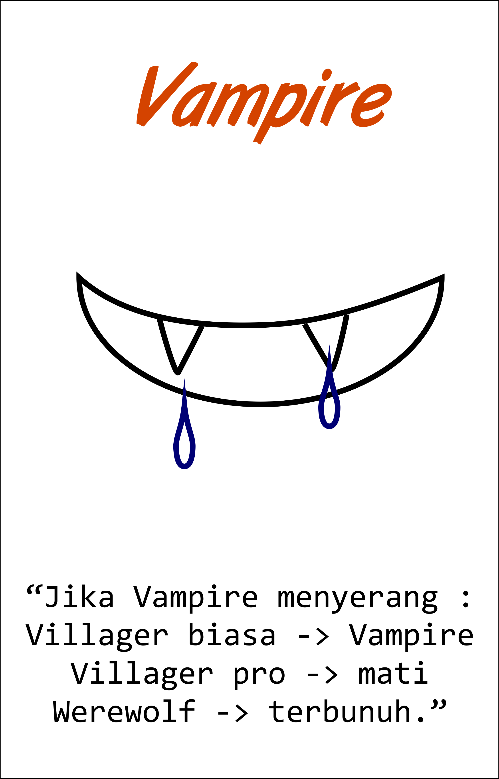 Vampire
“Jika Vampire menyerang :
Villager biasa -> Vampire
Villager pro -> mati
Werewolf -> terbunuh.”